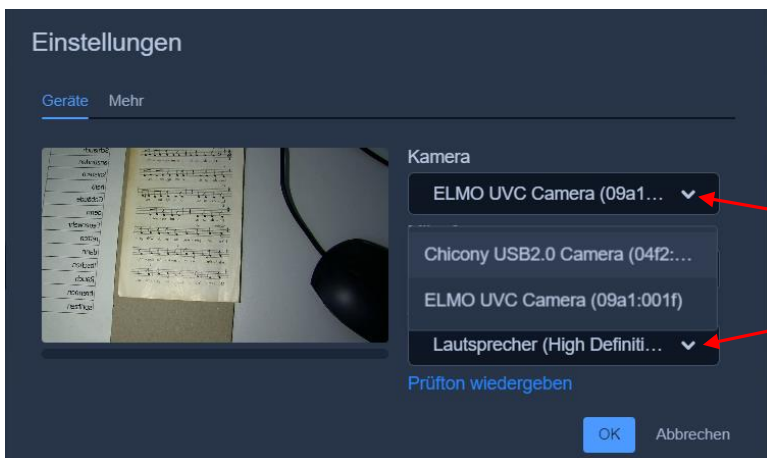 Einstellungen
Geräte Mehr
Kamera
ELMO UVC Camera (09a1...
Chicony USB2.0 Camera (04f2:...
ELMO UVC Camera (09a1:001f)
Lautsprecher (High Definiti...
Prüfton wiedergeben
OK Abbrechen